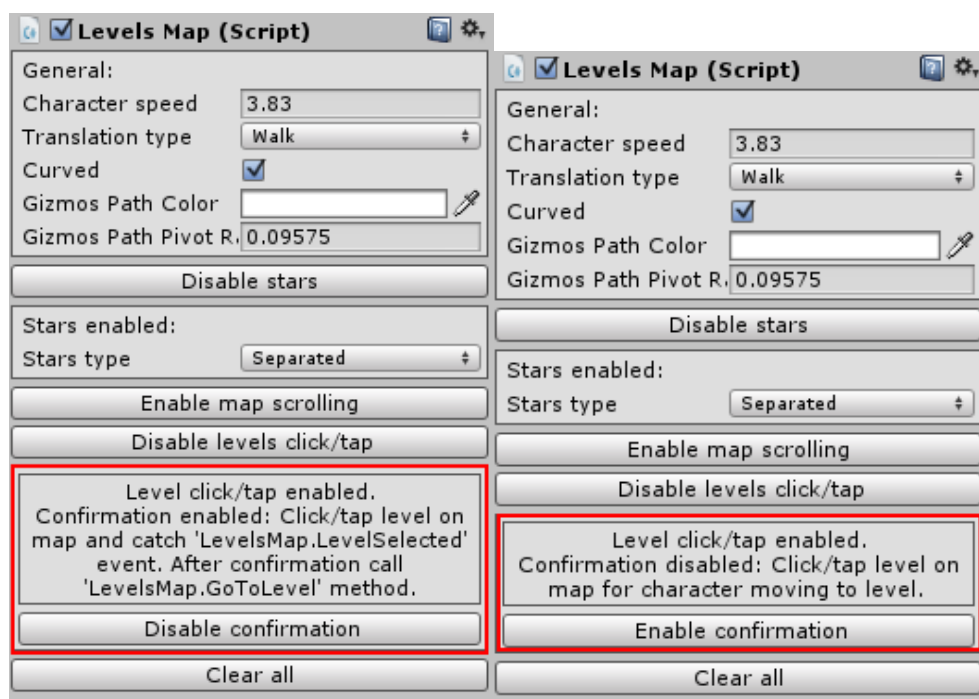 Levels Map (Script)
General:
Character speed 3.83
Translation type Walk
Curved
Gizmos Path Color
Gizmos Path Pivot R 0.09575
Disable stars
Stars enabled:
Stars type Separated
Enable map scrolling
Disable levels click/tap
Level click/tap enabled.
Confirmation enabled: Click/tap level on
map and catch 'LevelsMap.LevelSelected'
event. After confirmation call
'LevelsMap.GoToLevel' method.
Disable confirmation
Clear all
Levels Map (Script)
General:
Character speed 3.83
Translation type Walk
Curved
Gizmos Path Color
Gizmos Path Pivot R 0.09575
Disable stars
Stars enabled:
Stars type Separated
Enable map scrolling
Disable levels click/tap
Level click/tap enabled.
Confirmation disabled: Click/tap level on
map for character moving to level.
Enable confirmation
Clear all